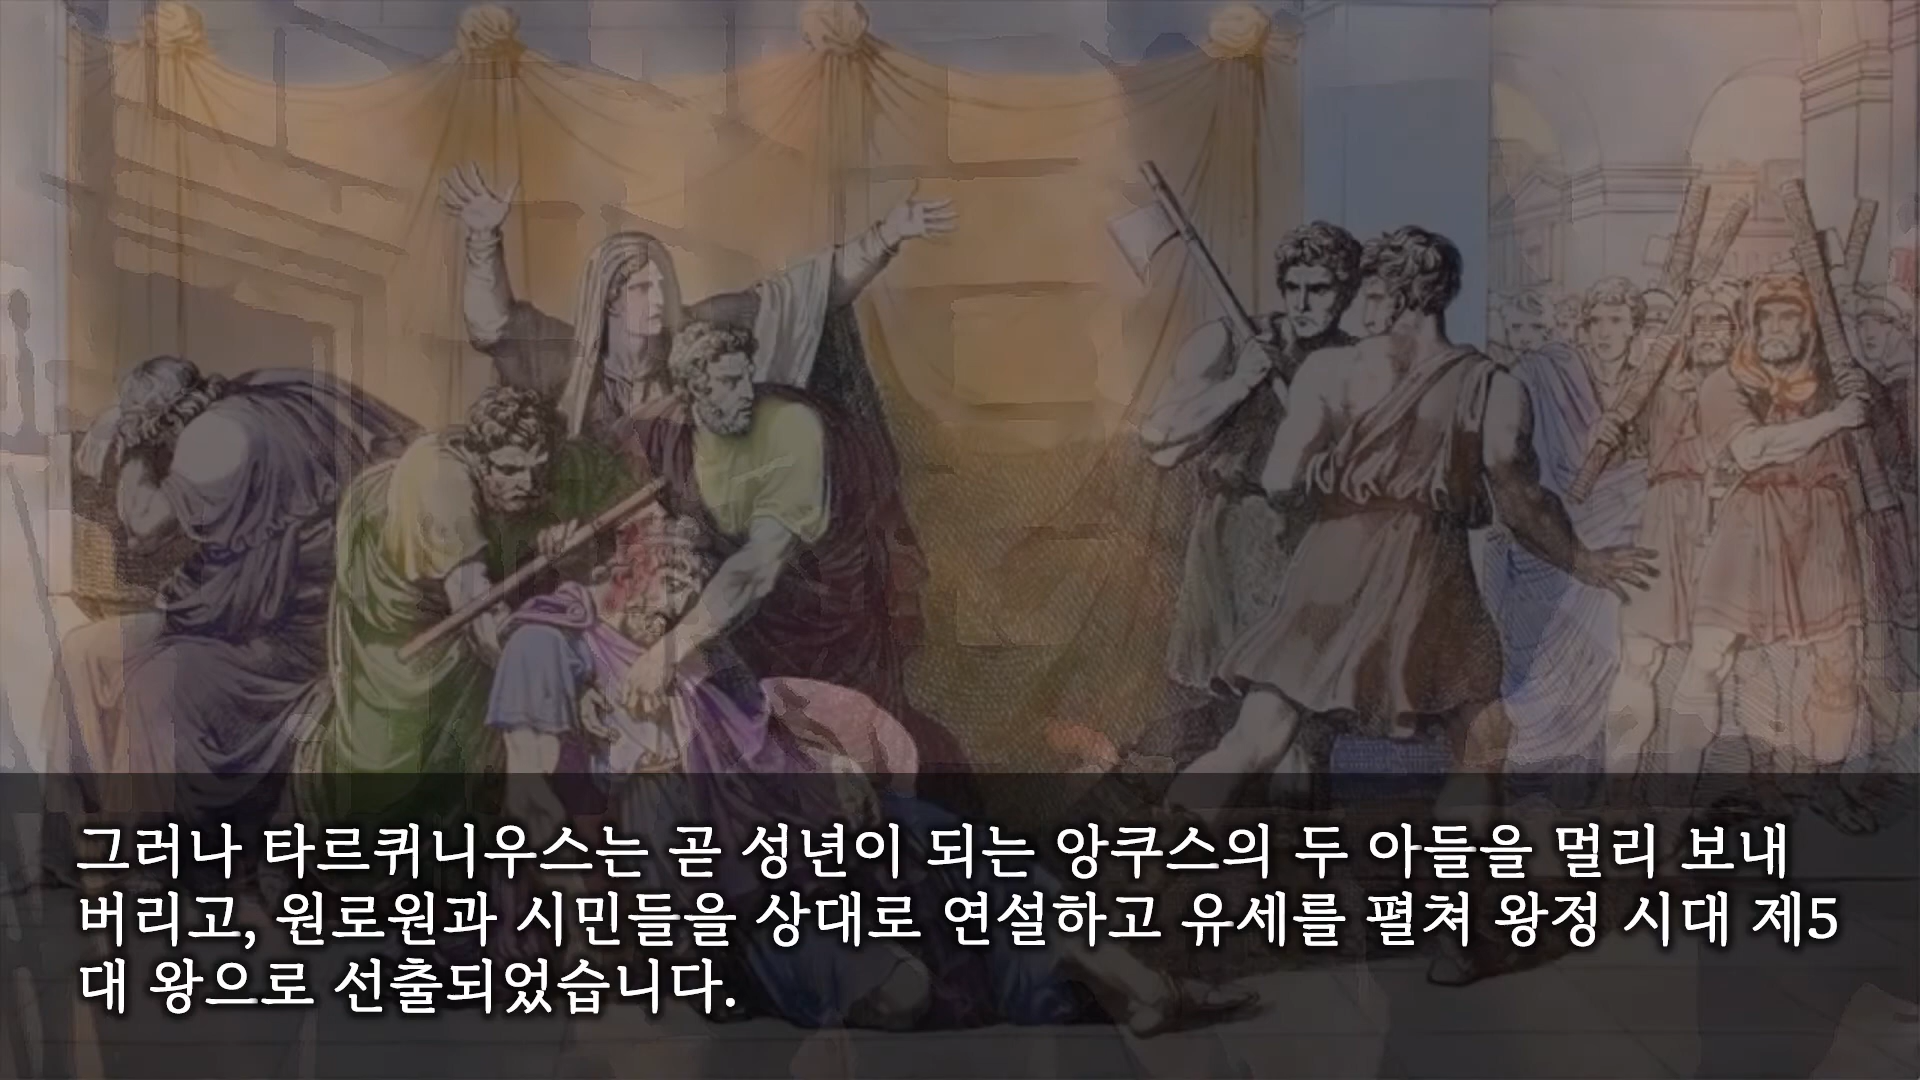 그러나 타르퀴니우스는 곧 성년이 되는 앙쿠스의 두 아들을 멀리 보내
버리고, 원로원과 시민들을 상대로 연설하고 유세를 펼쳐 왕정 시대 제5
대 왕으로 선출되었습니다.